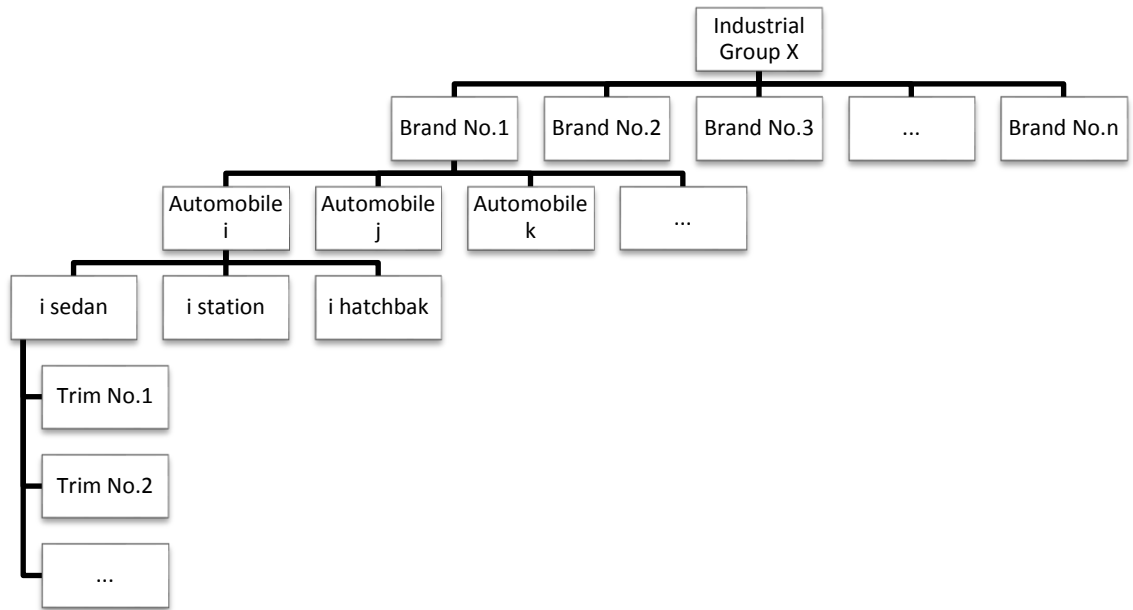 Industrial
Group X
Brand No.1
Brand No.2
Brand No.3
...
Brand No.n
Automobile
i
Automobile
j
Automobile
k
...
i sedan
i station
i hatchbak
Trim No.1
Trim No.2
...